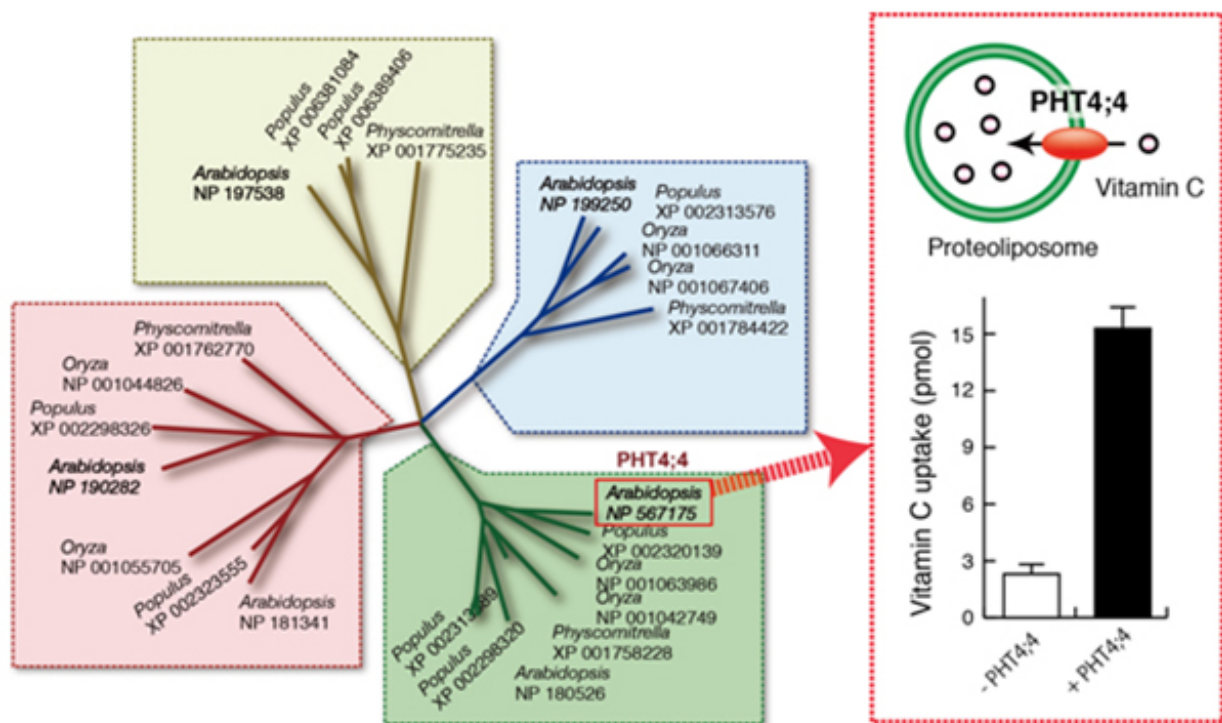 Populus
XP 006381084
Populus
XP 006389406
Physcomitrella
XP 001775235
Arabidopsis
NP 197538
Arabidopsis
NP 199250
Populus
XP 002313576
Oryza
NP 001066311
Oryza
NP 001067406
Physcomitrella
XP 001784422
Physcomitrella
XP 001762770
Oryza
NP 001044826
Populus
XP 002298326
Arabidopsis
NP 190282
Oryza
NP 001055705
Populus
XP 002323555
Arabidopsis
NP 181341
PHT4;4
Arabidopsis
NP 567175
Populus
XP 002320139
Oryza
NP 001063986
Oryza
NP 001042749
Physcomitrella
XP 001758228
Arabidopsis
NP 180526
Populus
XP
Populus
XP 002298320
PHT4;4
Vitamin C
Proteoliposome
Vitamin C uptake (pmol)
15
12
9
6
3
0
- PHT4;4
+ PHT4;4